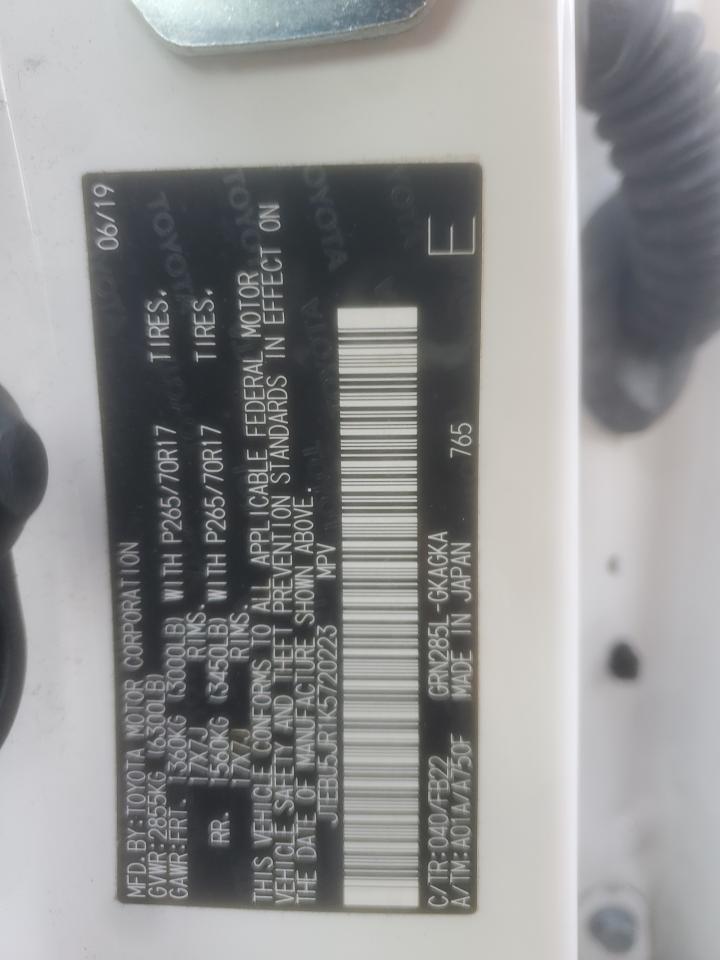 MFD. BY:TOYOTA MOTOR CORPORATION 06/19
GVWR:2855KG (6300LB)
GAWR:FRT. 1360KG (3000LB) WITH P265/70R17 TIRES.
17X7J RIMS.
RR. 1560KG (3450LB) WITH P265/70R17 TIRES.
17X7J RIMS.
THIS VEHICLE CONFORMS TO ALL APPLICABLE FEDERAL MOTOR
VEHICLE SAFETY AND THEFT PREVENTION STANDARDS IN EFFECT ON
THE DATE OF MANUFACTURE SHOWN ABOVE.
JTEBU5JR1K5720223 MPV
C/TR:040/FB22 GRN285L-GKAGKA
A/TM:A01A/A750F MADE IN JAPAN 765 E